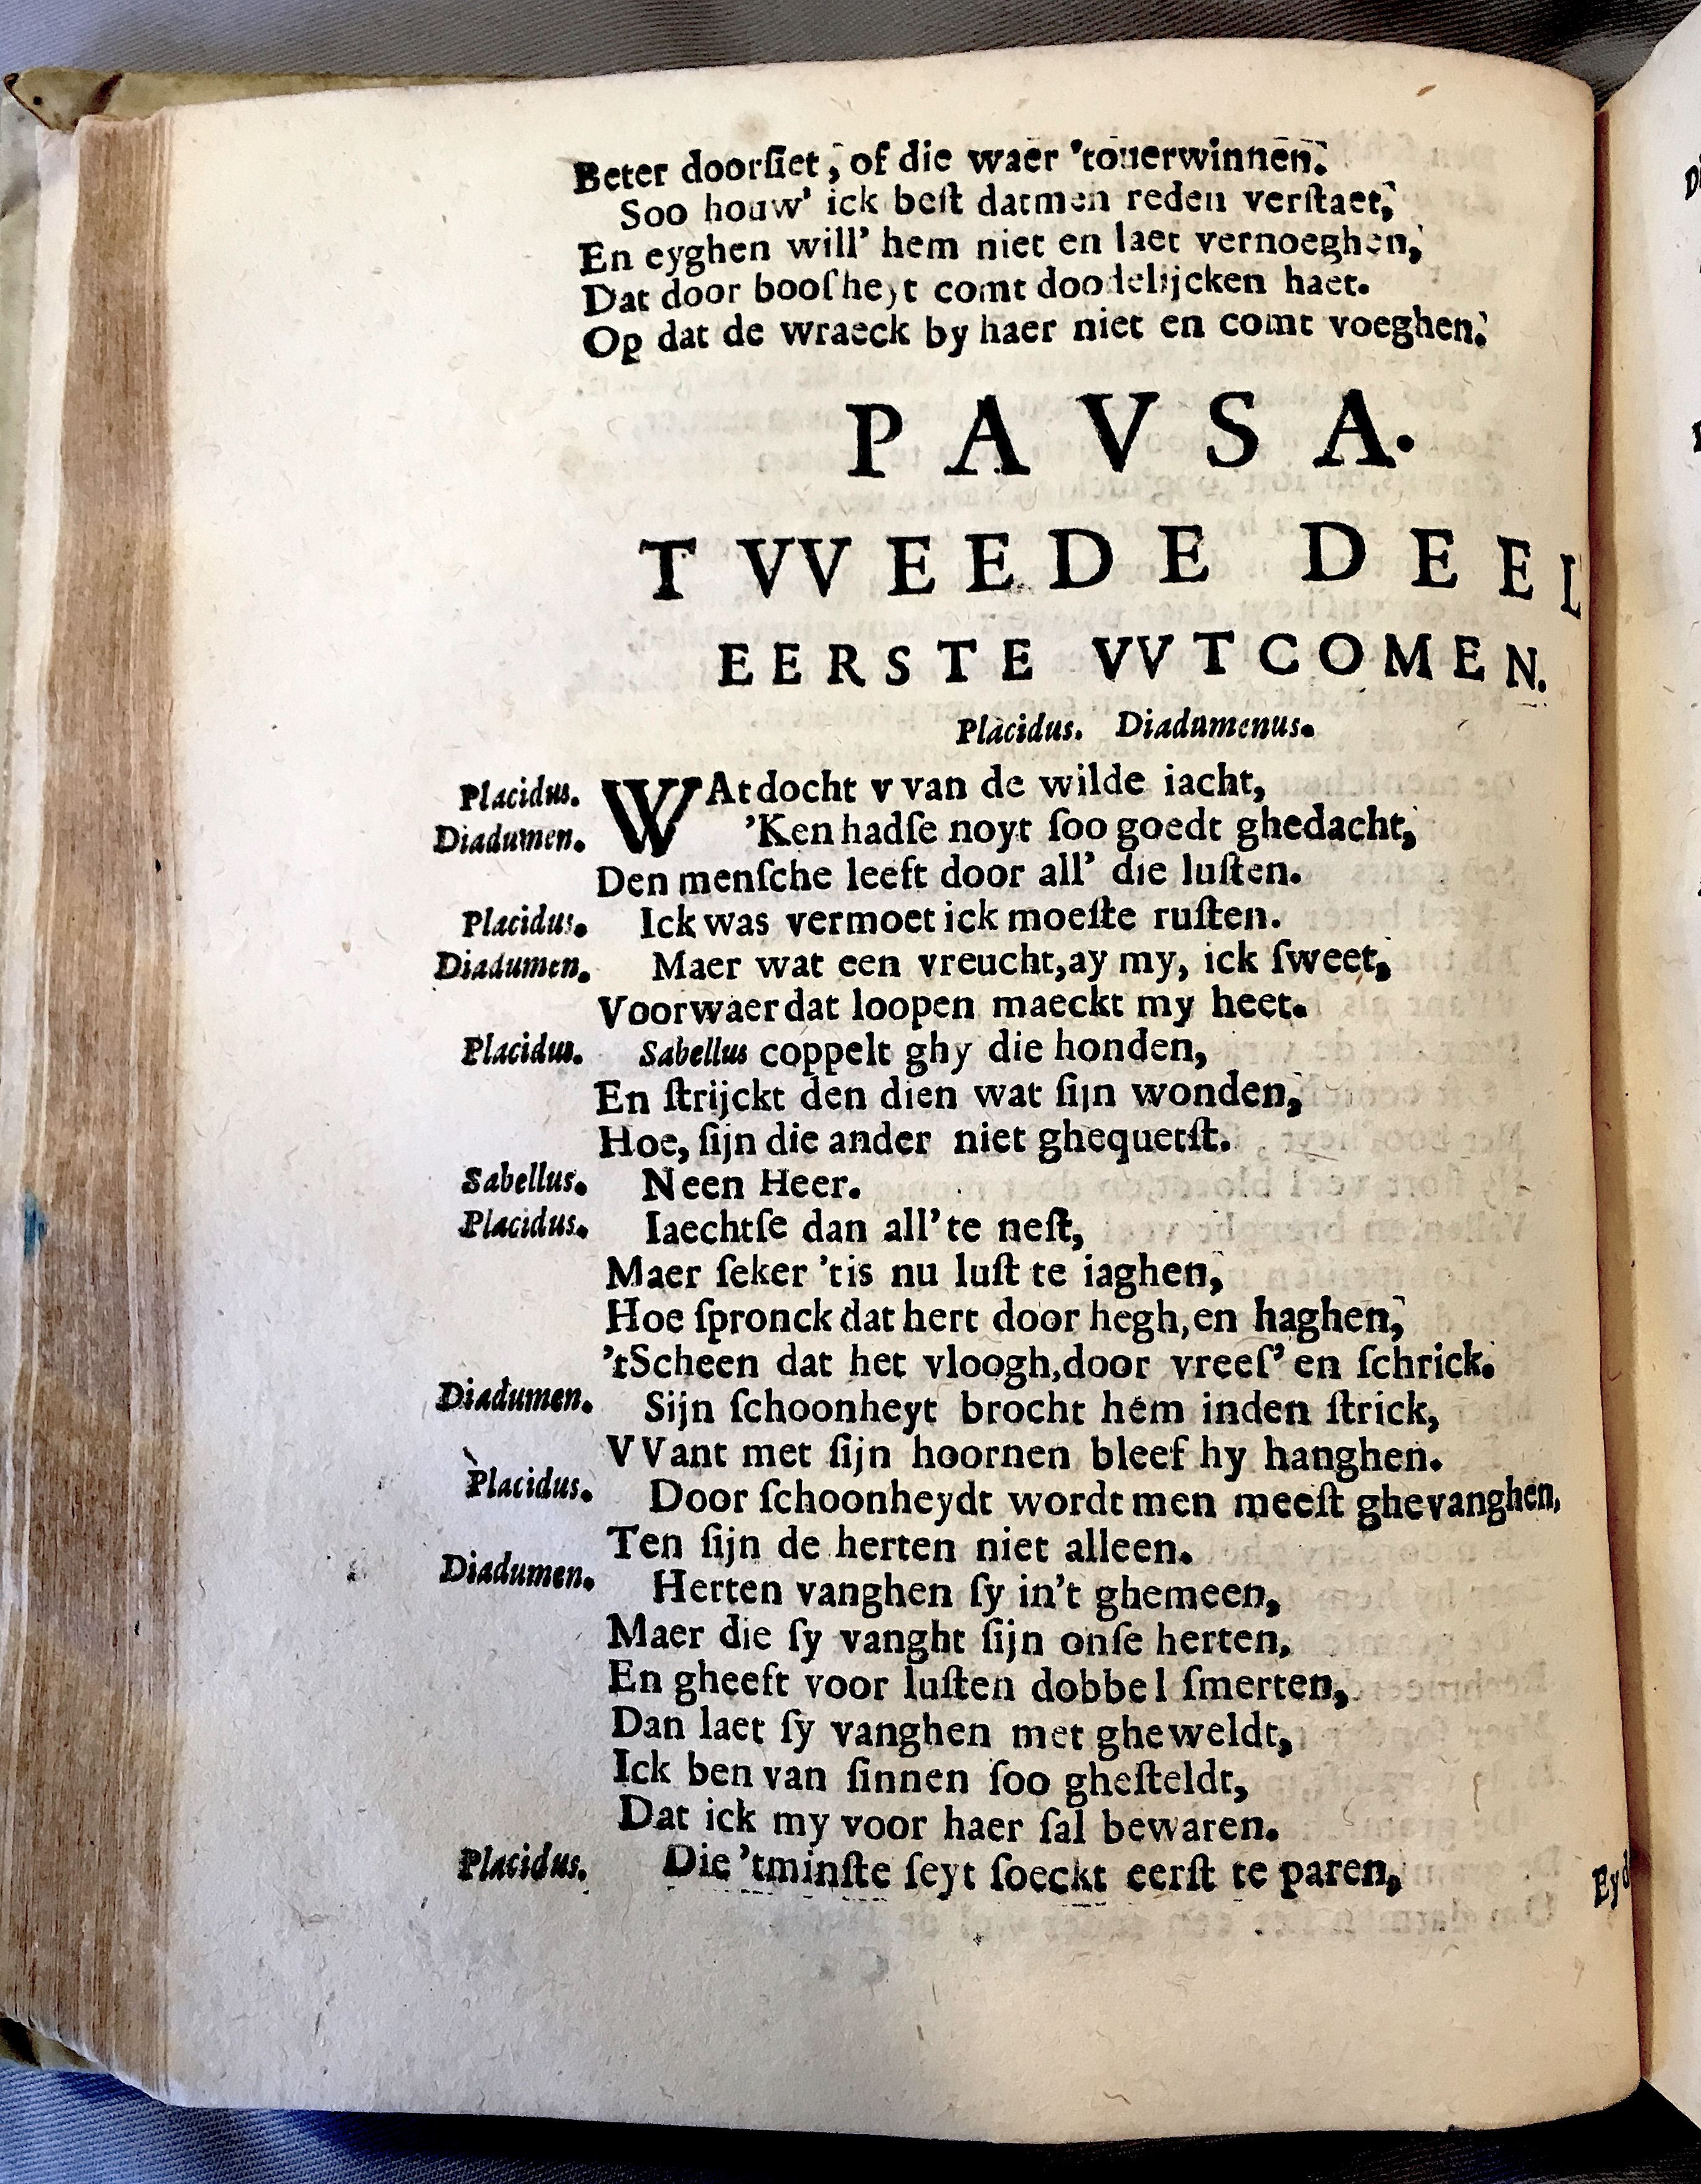 Beter doorſiet, of die waer 'touerwinnen.
Soo houw' ick beſt datmen reden verſtaet,
En eyghen will' hem niet en laet vernoeghen,
Dat door booſheyt comt doodelijcken haet.
Op dat de wraeck by haer niet en comt voeghen.
PAVSA.
TVVEEDE DEEL
EERSTE VVTCOMEN.
Placidus. Diadumenus.
Placidus. WAt docht v van de wilde iacht,
Diadumen. 'Ken hadſe noyt ſoo goedt ghedacht,
Den menſche leeft door all' die luſten.
Placidus. Ick was vermoet ick moeſte ruſten.
Diadumen. Maer wat een vreucht, ay my, ick ſweet,
Voorwaer dat loopen maeckt my heet.
Placidus. Sabellus coppelt ghy die honden,
En ſtrijckt den dien wat ſijn wonden,
Hoe, ſijn die ander niet ghequetſt.
Sabellus. Neen Heer.
Placidus. Iaechtſe dan all' te neſt,
Maer ſeker 'tis nu luſt te iaghen,
Hoe ſpronck dat hert door hegh, en haghen,
'tScheen dat het vloogh, door vreeſ' en ſchrick.
Diadumen. Sijn ſchoonheyt brocht hem inden ſtrick,
VVant met ſijn hoornen bleef hy hanghen.
Placidus. Door ſchoonheydt wordt men meeſt ghevanghen,
Ten ſijn de herten niet alleen.
Diadumen. Herten vanghen ſy in't ghemeen,
Maer die ſy vanght ſijn onſe herten,
En gheeft voor luſten dobbel ſmerten,
Dan laet ſy vanghen met gheweldt,
Ick ben van ſinnen ſoo gheſteldt,
Dat ick my voor haer ſal bewaren.
Placidus. Die 'tminſte ſeyt ſoeckt eerſt te paren,